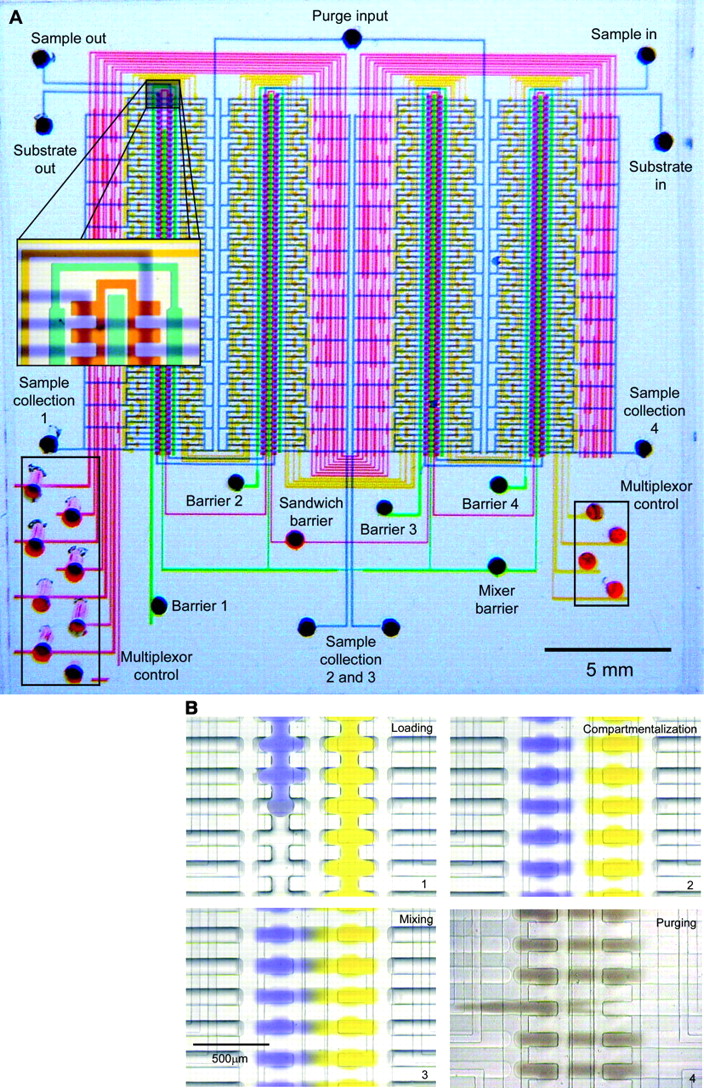 A
Purge input
Sample out
Sample in
Substrate
out
Substrate
in
Sample
collection
1
Sample
collection
4
Barrier 2
Sandwich
barrier
Barrier 3
Barrier 4
Multiplexor
control
Mixer
barrier
Barrier 1
Multiplexor
control
Sample
collection
2 and 3
5 mm
B
Loading
1
Compartmentalization
2
Mixing
500µm
3
Purging
4